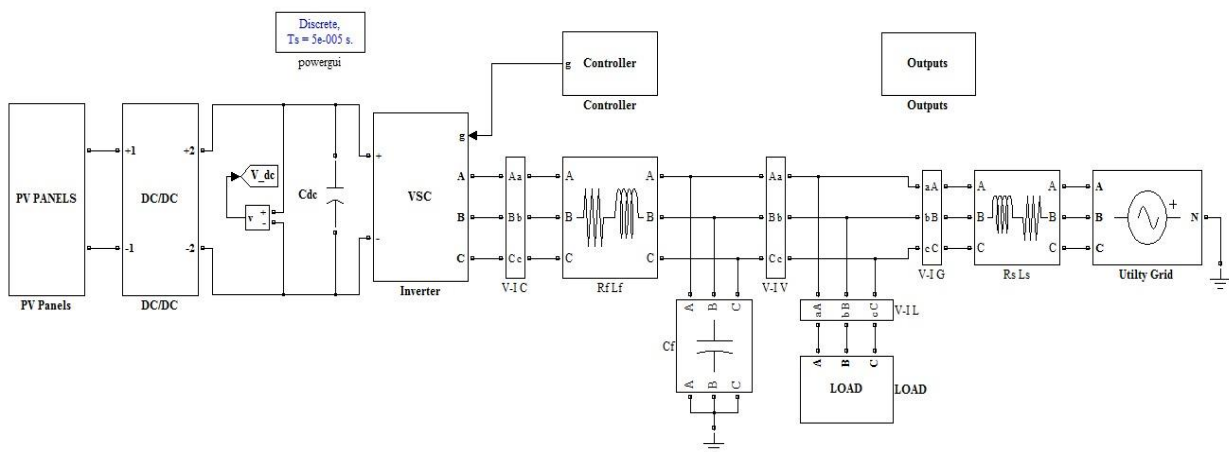 Discrete,
Ts = 5e-005 s.
powergui
g
Controller
Controller
Outputs
Outputs
PV PANELS
PV Panels
+1
-1
DC/DC
+2
-2
DC/DC
V_dc
v
+
-
Cdc
+
-
g
VSC
A
B
C
Inverter
Aa
Bb
Cc
V-I C
A
B
C
A
B
C
Rf Lf
Aa
Bb
Cc
V-I V
aA
bB
cC
V-I G
A
B
C
A
B
C
Rs Ls
A
B
C
+
N
Utilty Grid
A
B
C
Cf
A
B
C
aA
bB
cC
V-I L
A
B
C
LOAD
LOAD